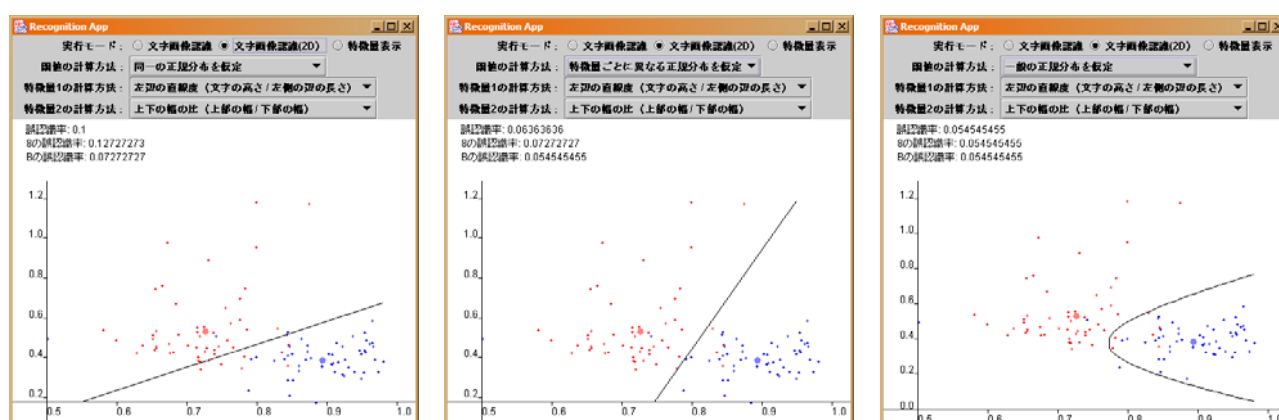 Recognition App
実行モード: 文字画像認識 文字画像認識(2D) 特徴量表示
閾値の計算方法: 同一の正規分布を仮定
特徴量1の計算方法: 左辺の直線度 (文字の高さ/左側の辺の長さ)
特徴量2の計算方法: 上下の幅の比 (上部の幅/下部の幅)
誤認識率: 0.1
8の誤認識率: 0.12727273
Bの誤認識率: 0.07272727
1.2
1.0
0.8
0.6
0.4
0.2
0.5 0.6 0.7 0.8 0.9 1.0
Recognition App
実行モード: 文字画像認識 文字画像認識(2D) 特徴量表示
閾値の計算方法: 特徴量ごとに異なる正規分布を仮定
特徴量1の計算方法: 左辺の直線度 (文字の高さ/左側の辺の長さ)
特徴量2の計算方法: 上下の幅の比 (上部の幅/下部の幅)
誤認識率: 0.06363636
8の誤認識率: 0.07272727
Bの誤認識率: 0.054545455
1.2
1.0
0.8
0.6
0.4
0.2
0.5 0.6 0.7 0.8 0.9 1.0
Recognition App
実行モード: 文字画像認識 文字画像認識(2D) 特徴量表示
閾値の計算方法: 一般の正規分布を仮定
特徴量1の計算方法: 左辺の直線度 (文字の高さ/左側の辺の長さ)
特徴量2の計算方法: 上下の幅の比 (上部の幅/下部の幅)
誤認識率: 0.054545455
8の誤認識率: 0.054545455
Bの誤認識率: 0.054545455
1.2
1.0
0.8
0.6
0.4
0.2
0.0
0.5 0.6 0.7 0.8 0.9 1.0